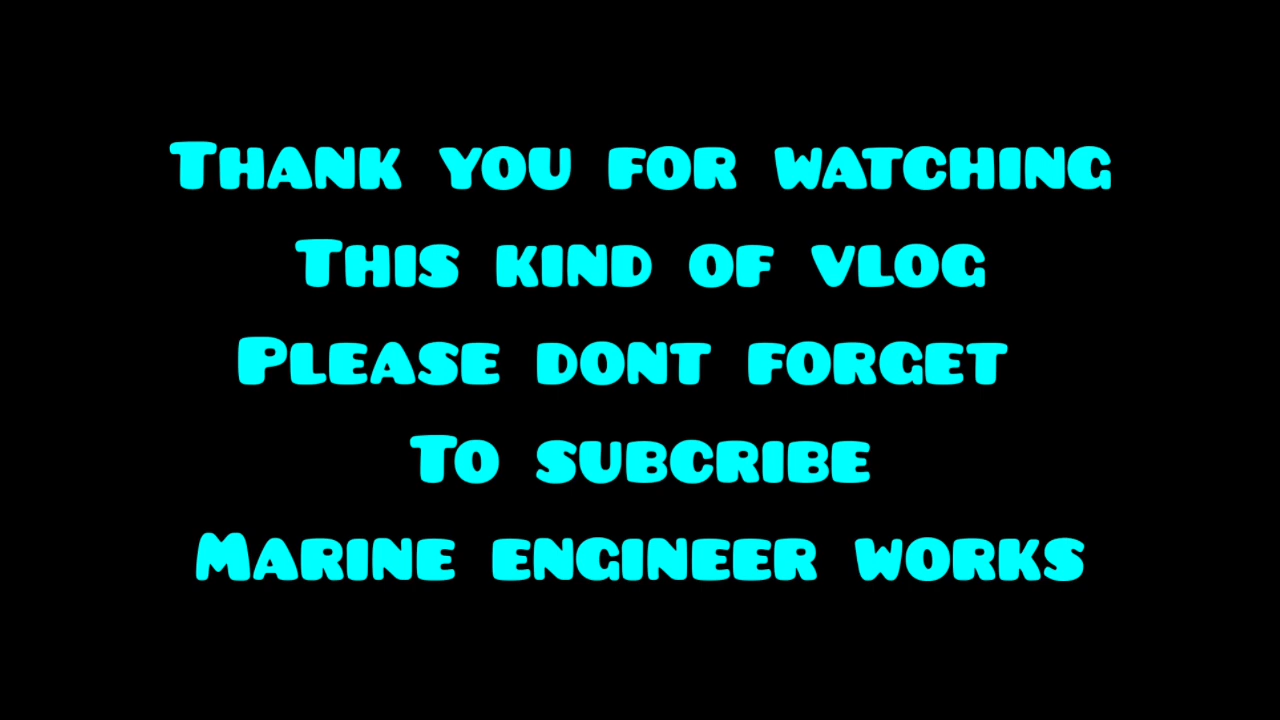 Thank you for watching
This kind of vlog
Please dont forget
To subcribe
Marine engineer works